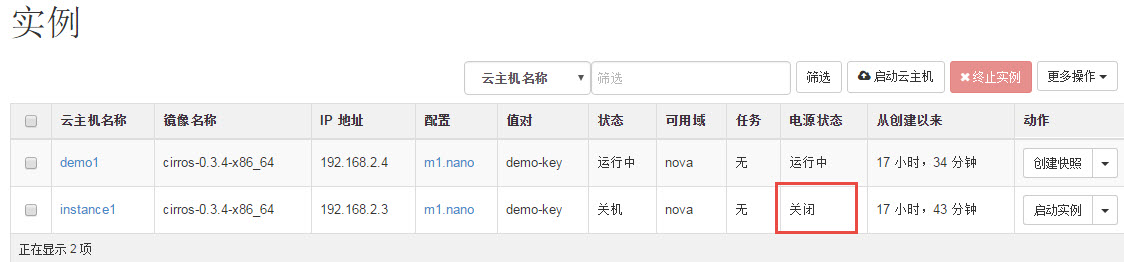 实例
云主机名称 筛选 筛选 启动云主机 终止实例 更多操作
云主机名称 镜像名称 IP 地址 配置 值对 状态 可用域 任务 电源状态 从创建以来 动作
demo1 cirros-0.3.4-x86_64 192.168.2.4 m1.nano demo-key 运行中 nova 无 运行中 17 小时，34 分钟 创建快照
instance1 cirros-0.3.4-x86_64 192.168.2.3 m1.nano demo-key 关机 nova 无 关闭 17 小时，43 分钟 启动实例
正在显示 2 项